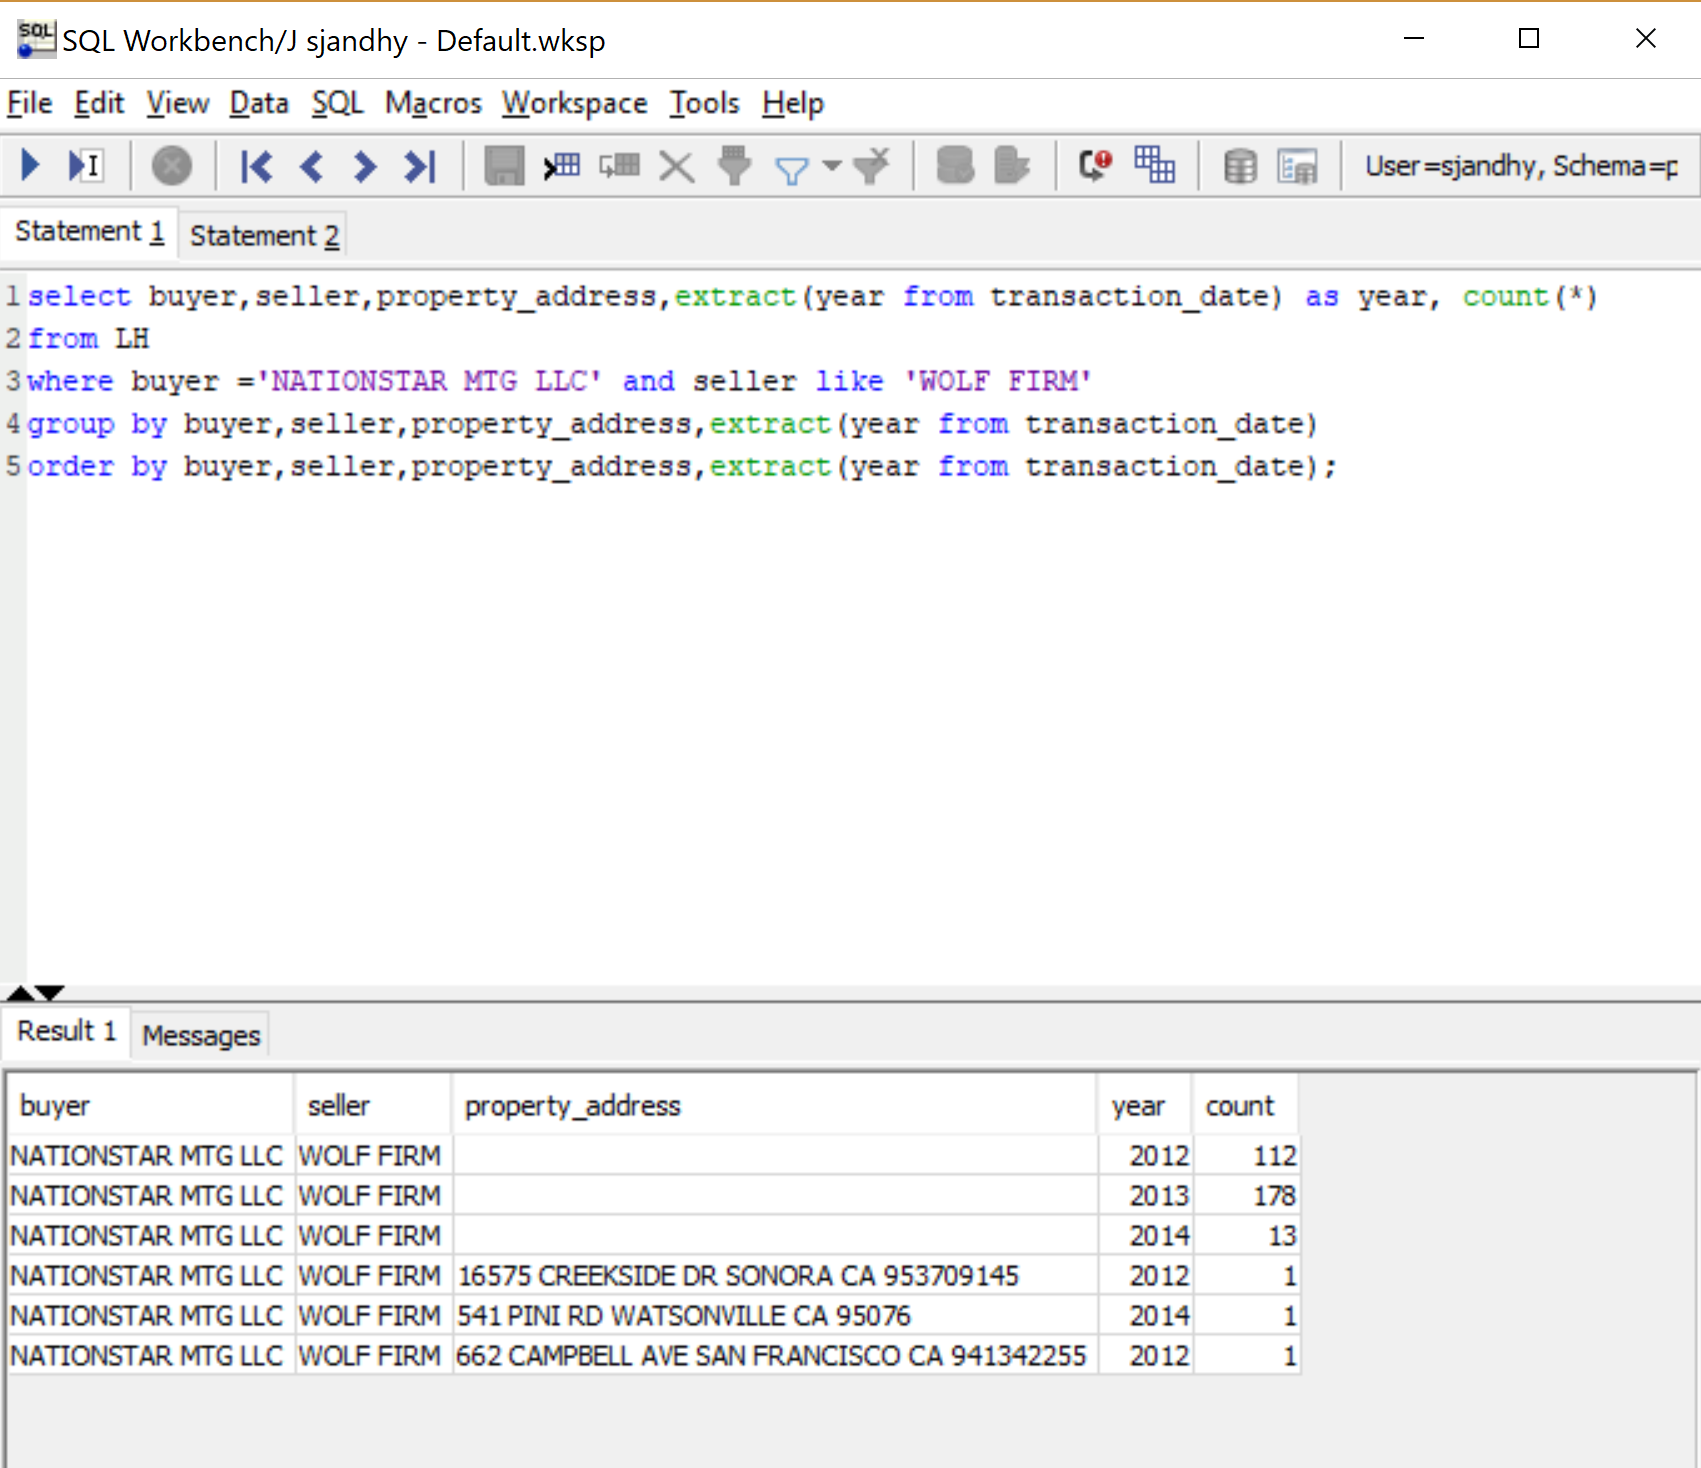 SQL SQL Workbench/J sjandhy - Default.wksp
File Edit View Data SQL Macros Workspace Tools Help
User=sjandhy, Schema=p
Statement 1 Statement 2
1 select buyer,seller,property_address,extract(year from transaction_date) as year, count(*)
2 from LH
3 where buyer ='NATIONSTAR MTG LLC' and seller like 'WOLF FIRM'
4 group by buyer,seller,property_address,extract(year from transaction_date)
5 order by buyer,seller,property_address,extract(year from transaction_date);
Result 1 Messages
buyer seller property_address year count
NATIONSTAR MTG LLC WOLF FIRM 2012 112
NATIONSTAR MTG LLC WOLF FIRM 2013 178
NATIONSTAR MTG LLC WOLF FIRM 2014 13
NATIONSTAR MTG LLC WOLF FIRM 16575 CREEKSIDE DR SONORA CA 953709145 2012 1
NATIONSTAR MTG LLC WOLF FIRM 541 PINI RD WATSONVILLE CA 95076 2014 1
NATIONSTAR MTG LLC WOLF FIRM 662 CAMPBELL AVE SAN FRANCISCO CA 941342255 2012 1